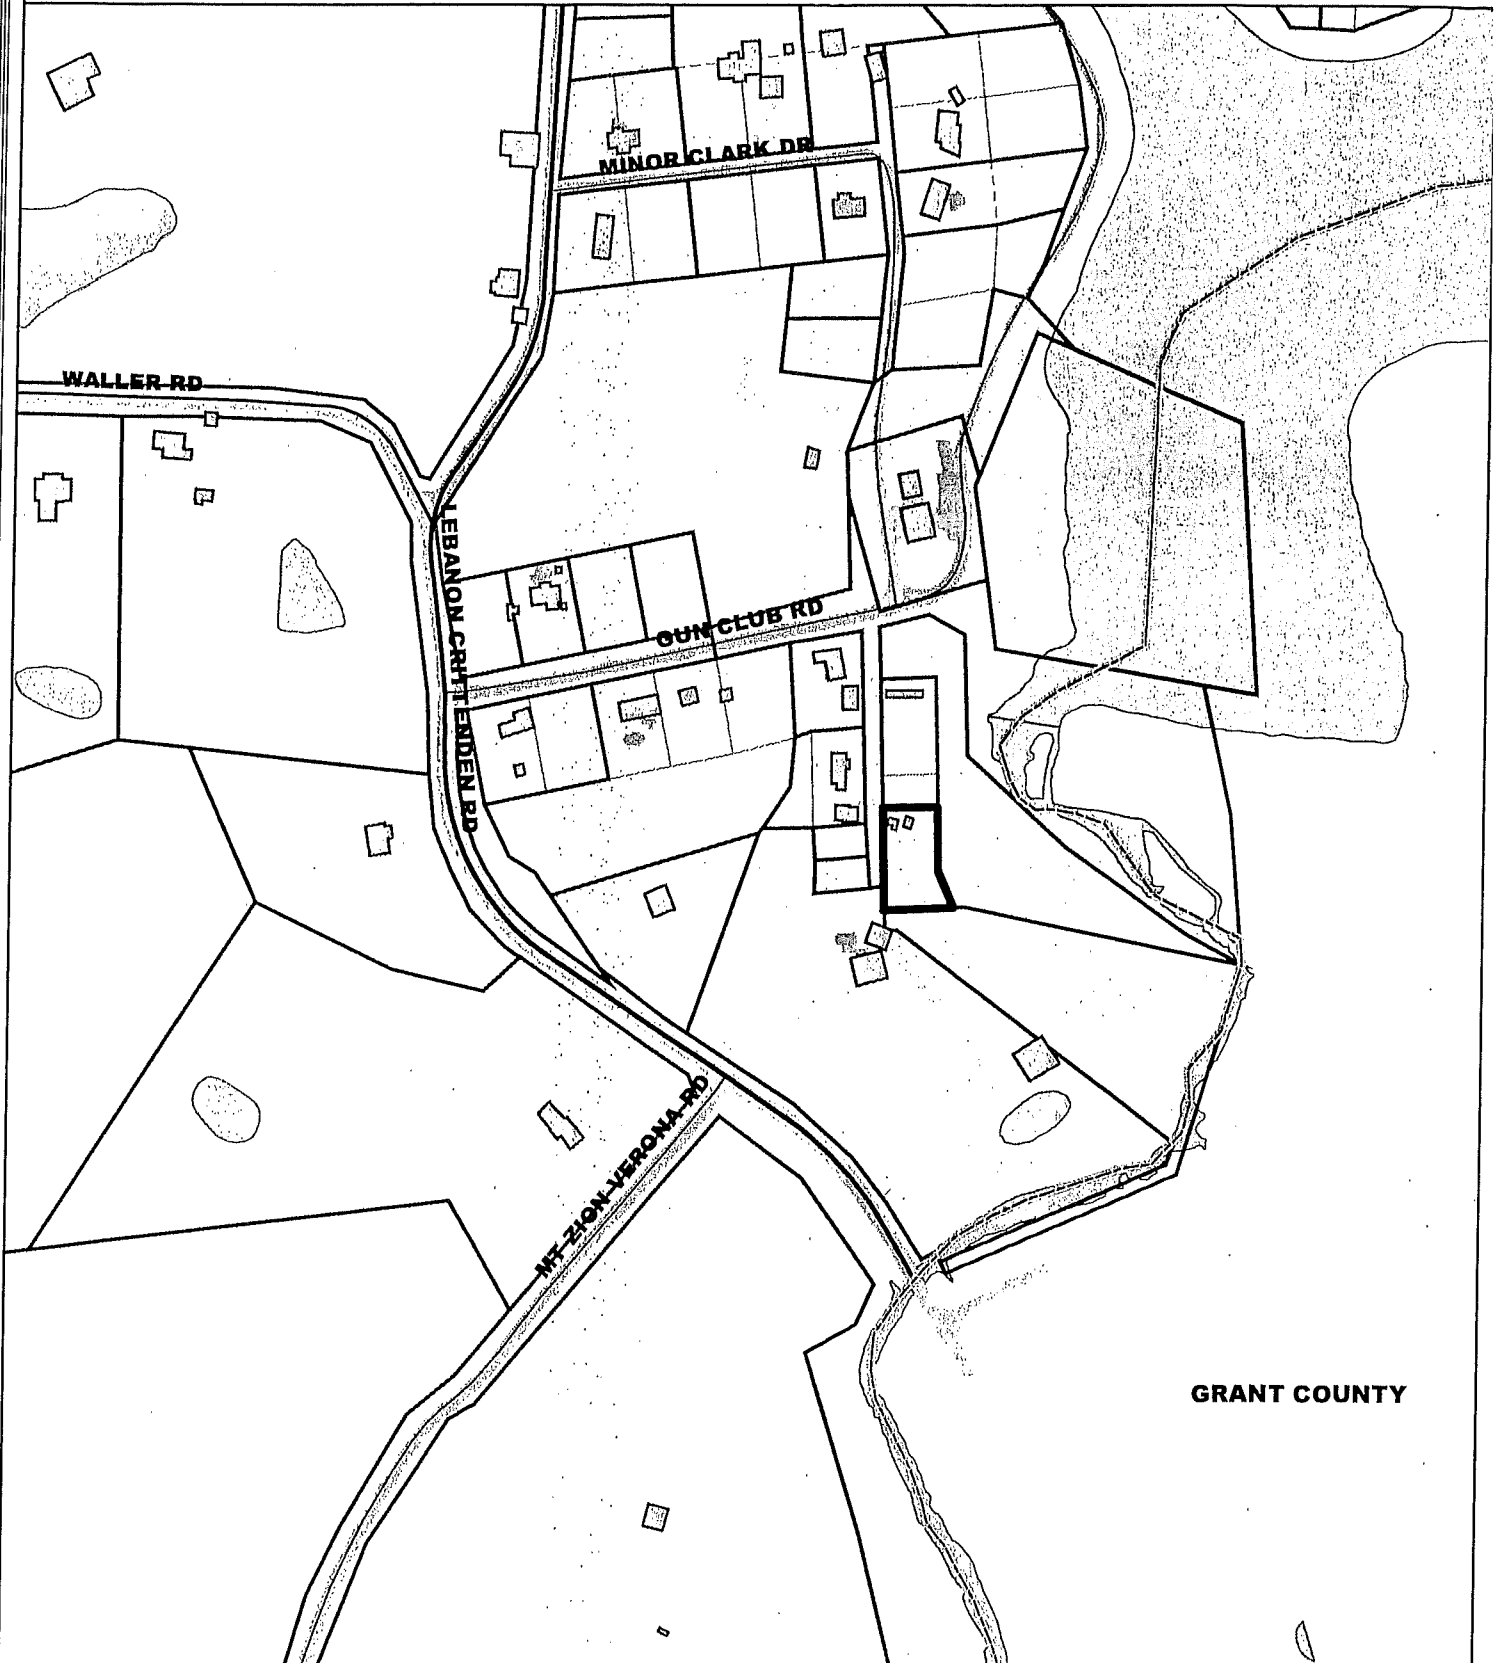 MINOR CLARK DR
WALLER RD
LEBANON CRITTENDEN RD
GUN CLUB RD
MT ZION-VERONA RD
GRANT COUNTY